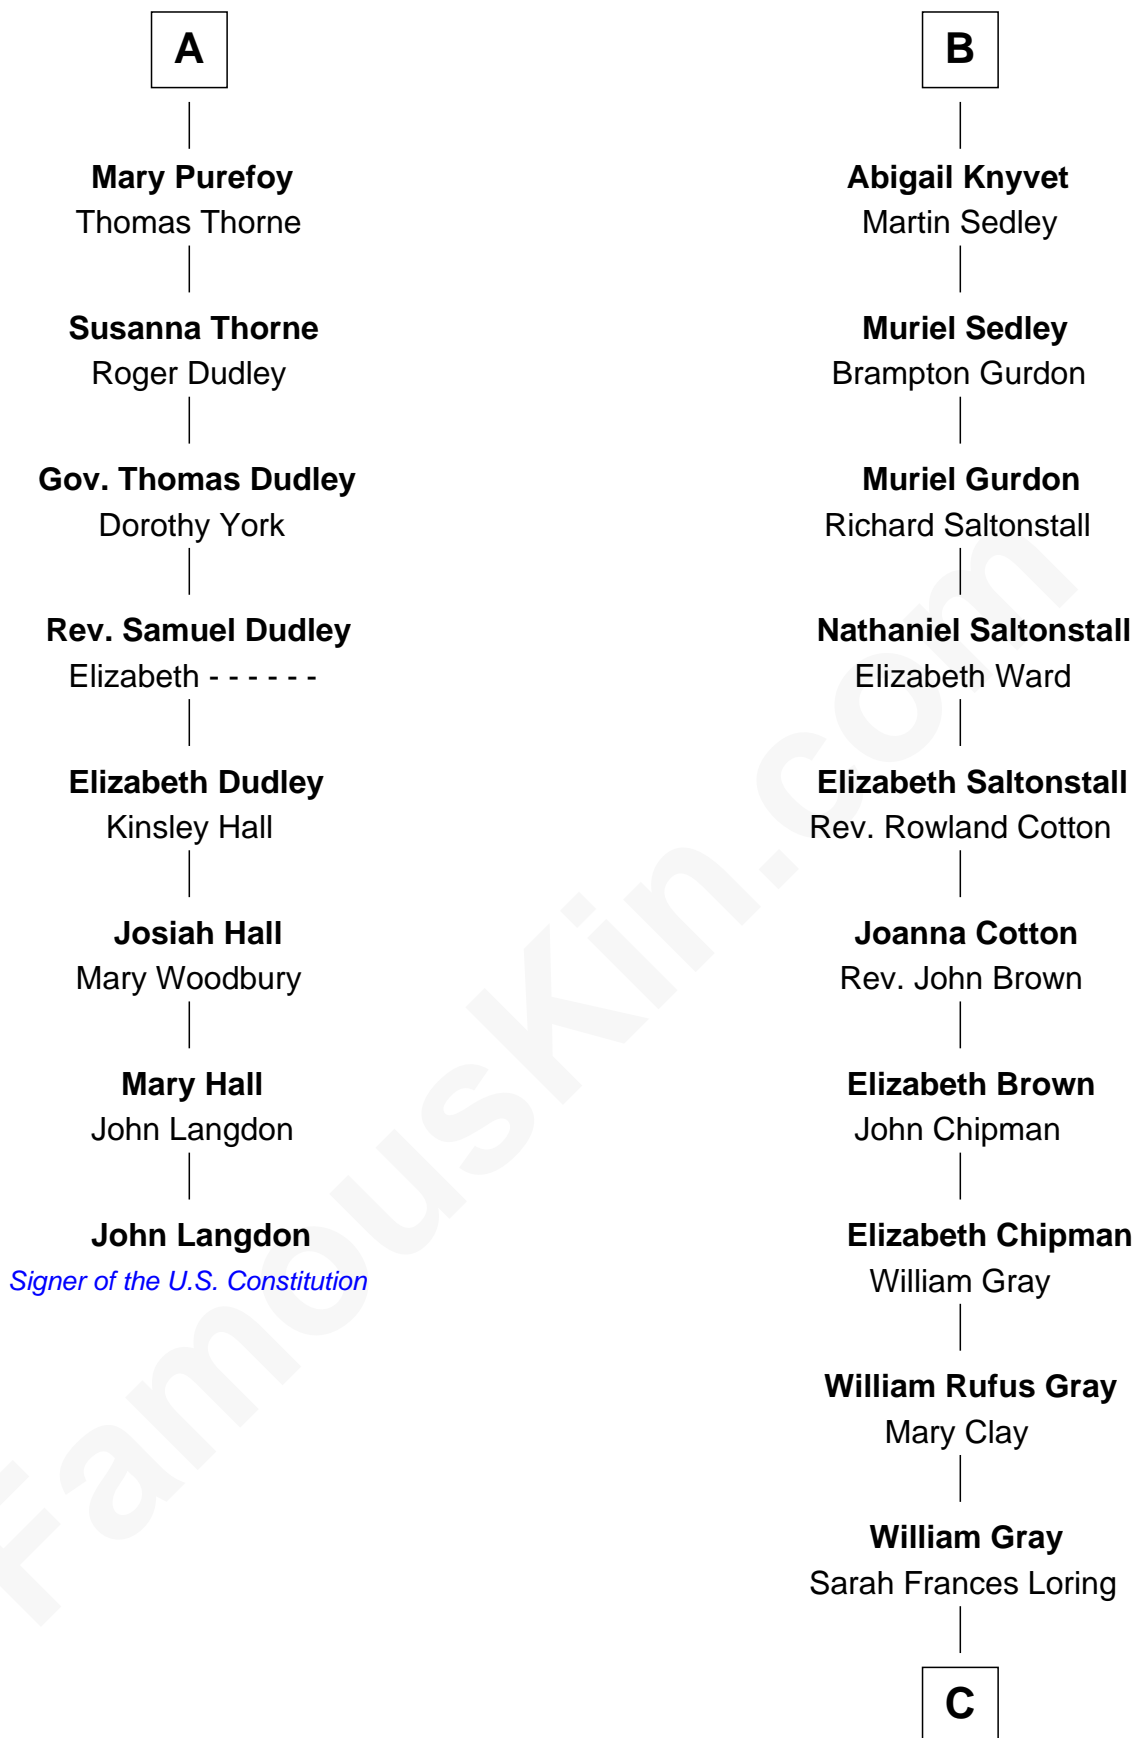 A
Mary Purefoy
Thomas Thorne
Susanna Thorne
Roger Dudley
Gov. Thomas Dudley
Dorothy York
Rev. Samuel Dudley
Elizabeth - - - - - -
Elizabeth Dudley
Kinsley Hall
Josiah Hall
Mary Woodbury
Mary Hall
John Langdon
John Langdon
Signer of the U.S. Constitution
B
Abigail Knyvet
Martin Sedley
Muriel Sedley
Brampton Gurdon
Muriel Gurdon
Richard Saltonstall
Nathaniel Saltonstall
Elizabeth Ward
Elizabeth Saltonstall
Rev. Rowland Cotton
Joanna Cotton
Rev. John Brown
Elizabeth Brown
John Chipman
Elizabeth Chipman
William Gray
William Rufus Gray
Mary Clay
William Gray
Sarah Frances Loring
C
FamousKin.com